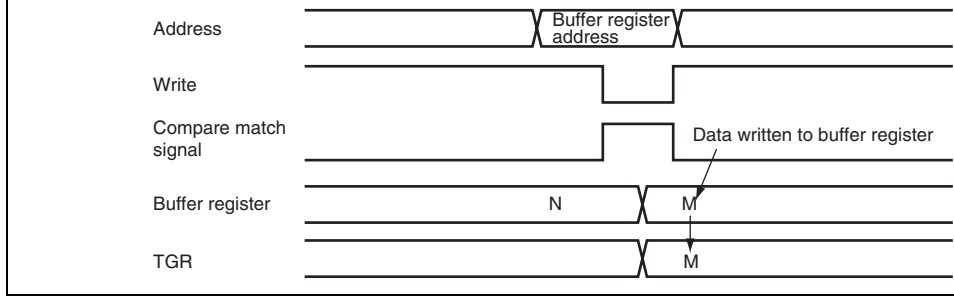 Address
Buffer register
address
Write
Compare match
signal
Data written to buffer register
Buffer register
N
M
TGR
M